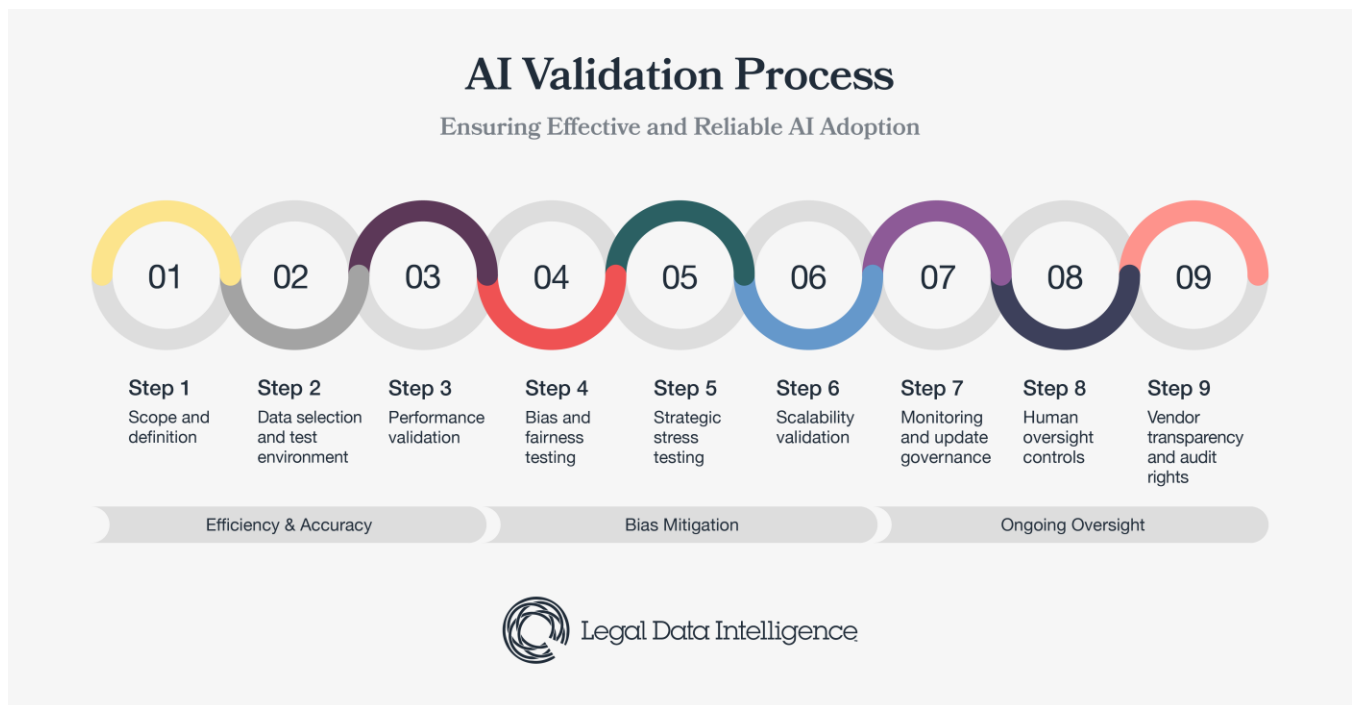 AI Validation Process
Ensuring Effective and Reliable AI Adoption
01
02
03
04
05
06
07
08
09
Step 1
Scope and
definition
Step 2
Data selection
and test
environment
Step 3
Performance
validation
Step 4
Bias and
fairness
testing
Step 5
Strategic
stress
testing
Step 6
Scalability
validation
Step 7
Monitoring
and update
governance
Step 8
Human
oversight
controls
Step 9
Vendor
transparency
and audit
rights
Efficiency & Accuracy
Bias Mitigation
Ongoing Oversight
Legal Data Intelligence